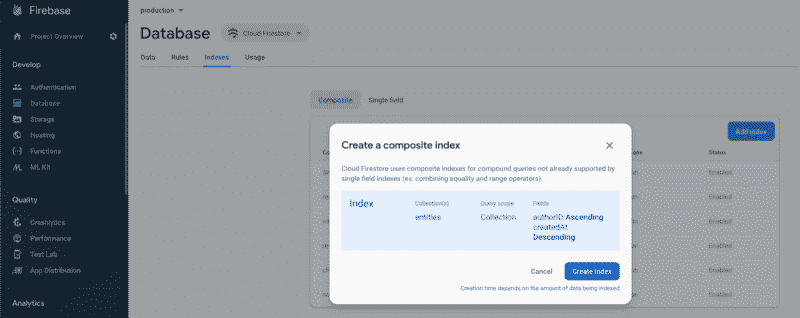 Firebase
Project Overview
Develop
Authentication
Database
Storage
Hosting
Functions
ML Kit
Quality
Crashlytics
Performance
Test Lab
App Distribution
Analytics
production
Database
Cloud Firestore
Data Rules Indexes Usage
Composite Single field
Add index
Status
Enabled
Enabled
Enabled
Enabled
Enabled
Enabled
Create a composite index
Cloud Firestore uses composite indexes for compound queries not already supported by
single field indexes (ex. combining equality and range operators).
Index
Collection(s) Query scope Fields
entities Collection authorID Ascending
createdAt
Descending
Cancel Create Index
Creation time depends on the amount of data being indexed